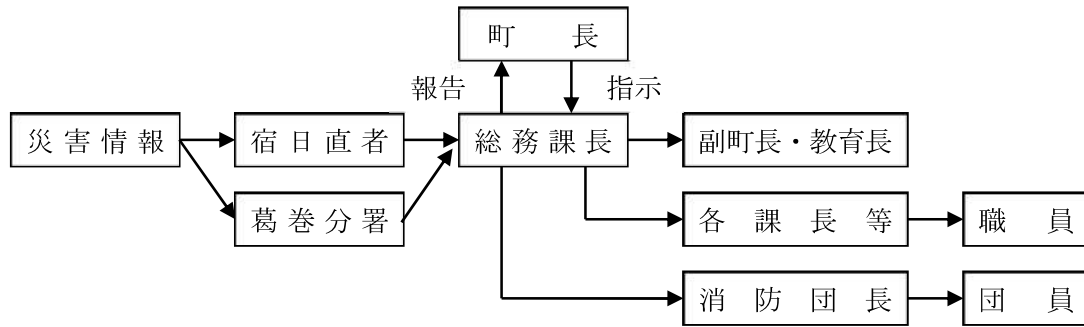 町長
報告 指示
災害情報 宿日直者 総務課長 副町長・教育長
葛巻分署 各課長等 職員
消防団長 団員